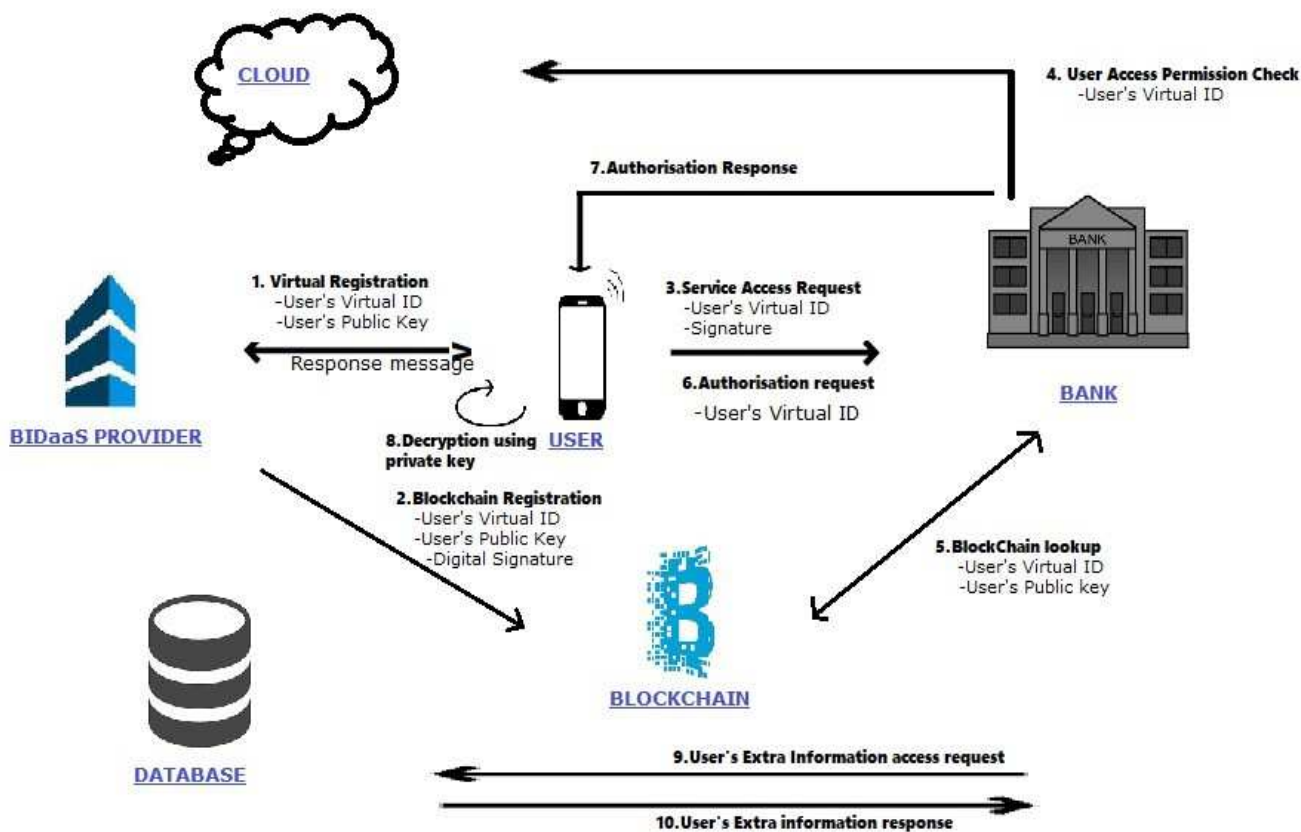 CLOUD
4. User Access Permission Check
-User's Virtual ID
7.Authorisation Response
BANK
1. Virtual Registration
-User's Virtual ID
-User's Public Key
Response message
3.Service Access Request
-User's Virtual ID
-Signature
6.Authorisation request
-User's Virtual ID
BANK
BIDaaS PROVIDER
USER
8.Decryption using
private key
2.Blockchain Registration
-User's Virtual ID
-User's Public Key
-Digital Signature
5.BlockChain lookup
-User's Virtual ID
-User's Public key
BLOCKCHAIN
DATABASE
9.User's Extra Information access request
10.User's Extra information response